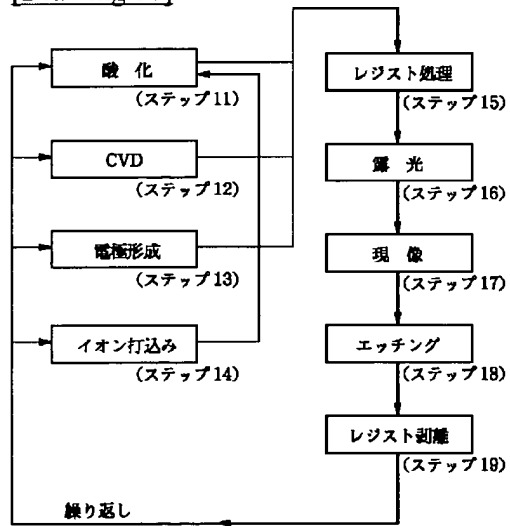 酸 化
(ステップ11)
CVD
(ステップ12)
電極形成
(ステップ13)
イオン打込み
(ステップ14)
レジスト処理
(ステップ15)
露 光
(ステップ16)
現 像
(ステップ17)
エッチング
(ステップ18)
レジスト剥離
(ステップ19)
繰り返し